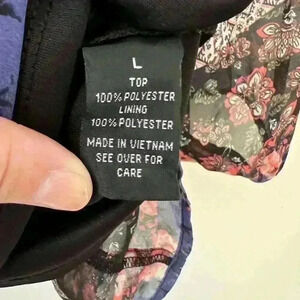 L
TOP
100% POLYESTER
LINING
100% POLYESTER
MADE IN VIETNAM
SEE OVER FOR
CARE